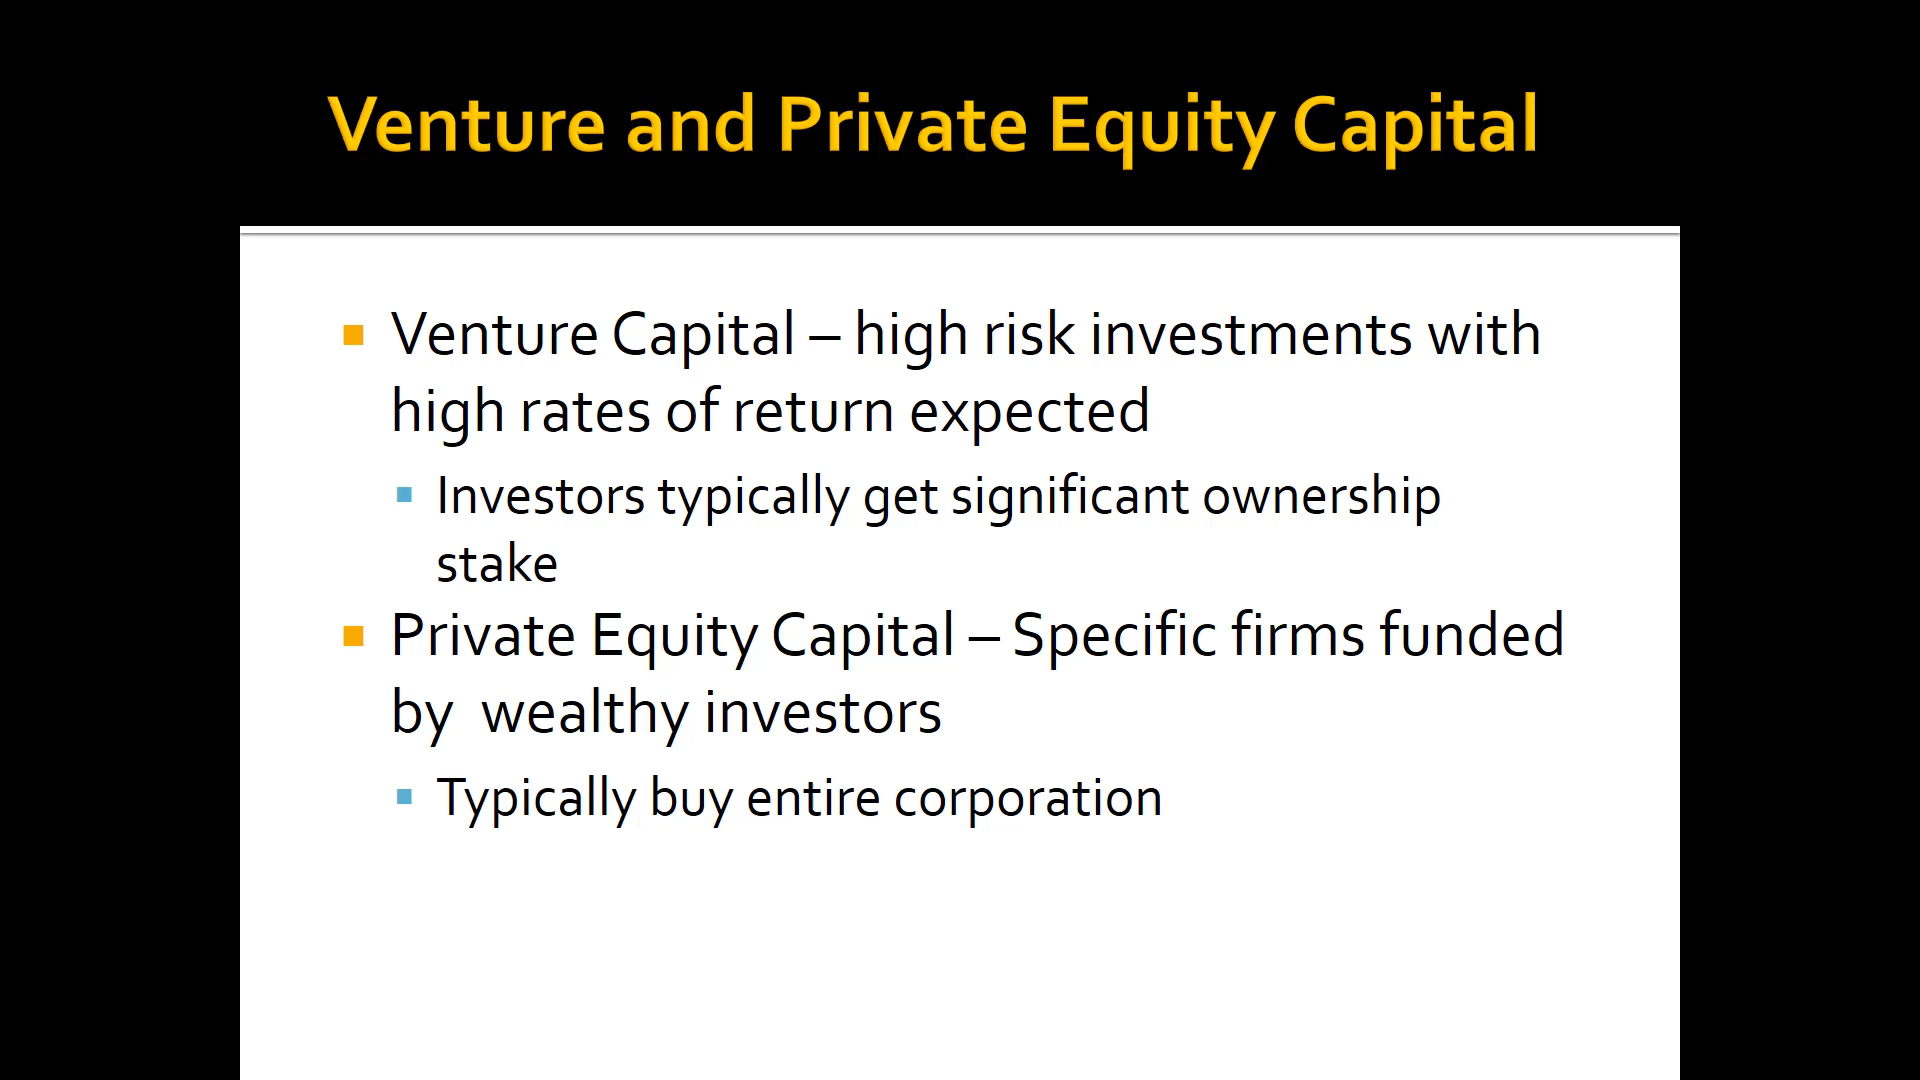 Venture and Private Equity Capital
Venture Capital – high risk investments with
high rates of return expected
Investors typically get significant ownership
stake
Private Equity Capital – Specific firms funded
by  wealthy investors
Typically buy entire corporation